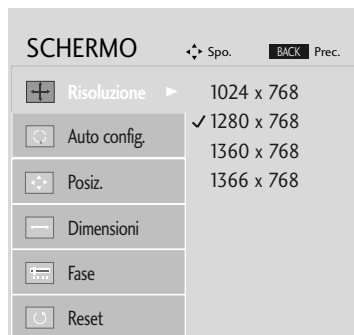 SCHERMO Spo. BACK Prec.
Risoluzione 1024 x 768
Auto config. 1280 x 768
1360 x 768
Posiz. 1366 x 768
Dimensioni
Fase
Reset